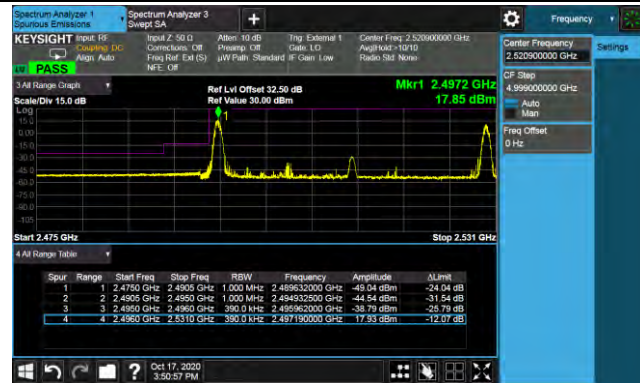 Spectrum Analyzer 1
Spurious Emissions
Spectrum Analyzer 3
Swept SA
+
Frequency
KEYSIGHT
Input: RF
Coupling: DC
Align: Auto
Input Z: 50 Ω
Corrections: Off
Freq Ref: Ext (S)
NFE: Off
Atten: 10 dB
Preamp: Off
µW Path: Standard
Trig: External 1
Gate: LO
IF Gain: Low
Center Freq: 2.520900000 GHz
Avg|Hold:>10/10
Radio Std: None
LU PASS
3 All Range Graph
Scale/Div 15.0 dB
Ref Lvl Offset 32.50 dB
Ref Value 30.00 dBm
Mkr1 2.4972 GHz
17.85 dBm
Log
15.0
0.00
-15.0
-30.0
-45.0
-60.0
-75.0
-90.0
-105
1
Start 2.475 GHz
Stop 2.531 GHz
4 All Range Table
Spur Range Start Freq Stop Freq RBW Frequency Amplitude ΔLimit
1 1 2.4750 GHz 2.4905 GHz 1.000 MHz 2.489632000 GHz -49.04 dBm -24.04 dB
2 2 2.4905 GHz 2.4950 GHz 1.000 MHz 2.494932500 GHz -44.54 dBm -31.54 dB
3 3 2.4950 GHz 2.4960 GHz 390.0 kHz 2.495962000 GHz -38.79 dBm -25.79 dB
4 4 2.4960 GHz 2.5310 GHz 390.0 kHz 2.497190000 GHz 17.93 dBm -12.07 dB
Center Frequency
2.520900000 GHz
Settings
CF Step
4.999000000 GHz
Auto
Man
Freq Offset
0 Hz
?
Oct 17, 2020
3:50:57 PM